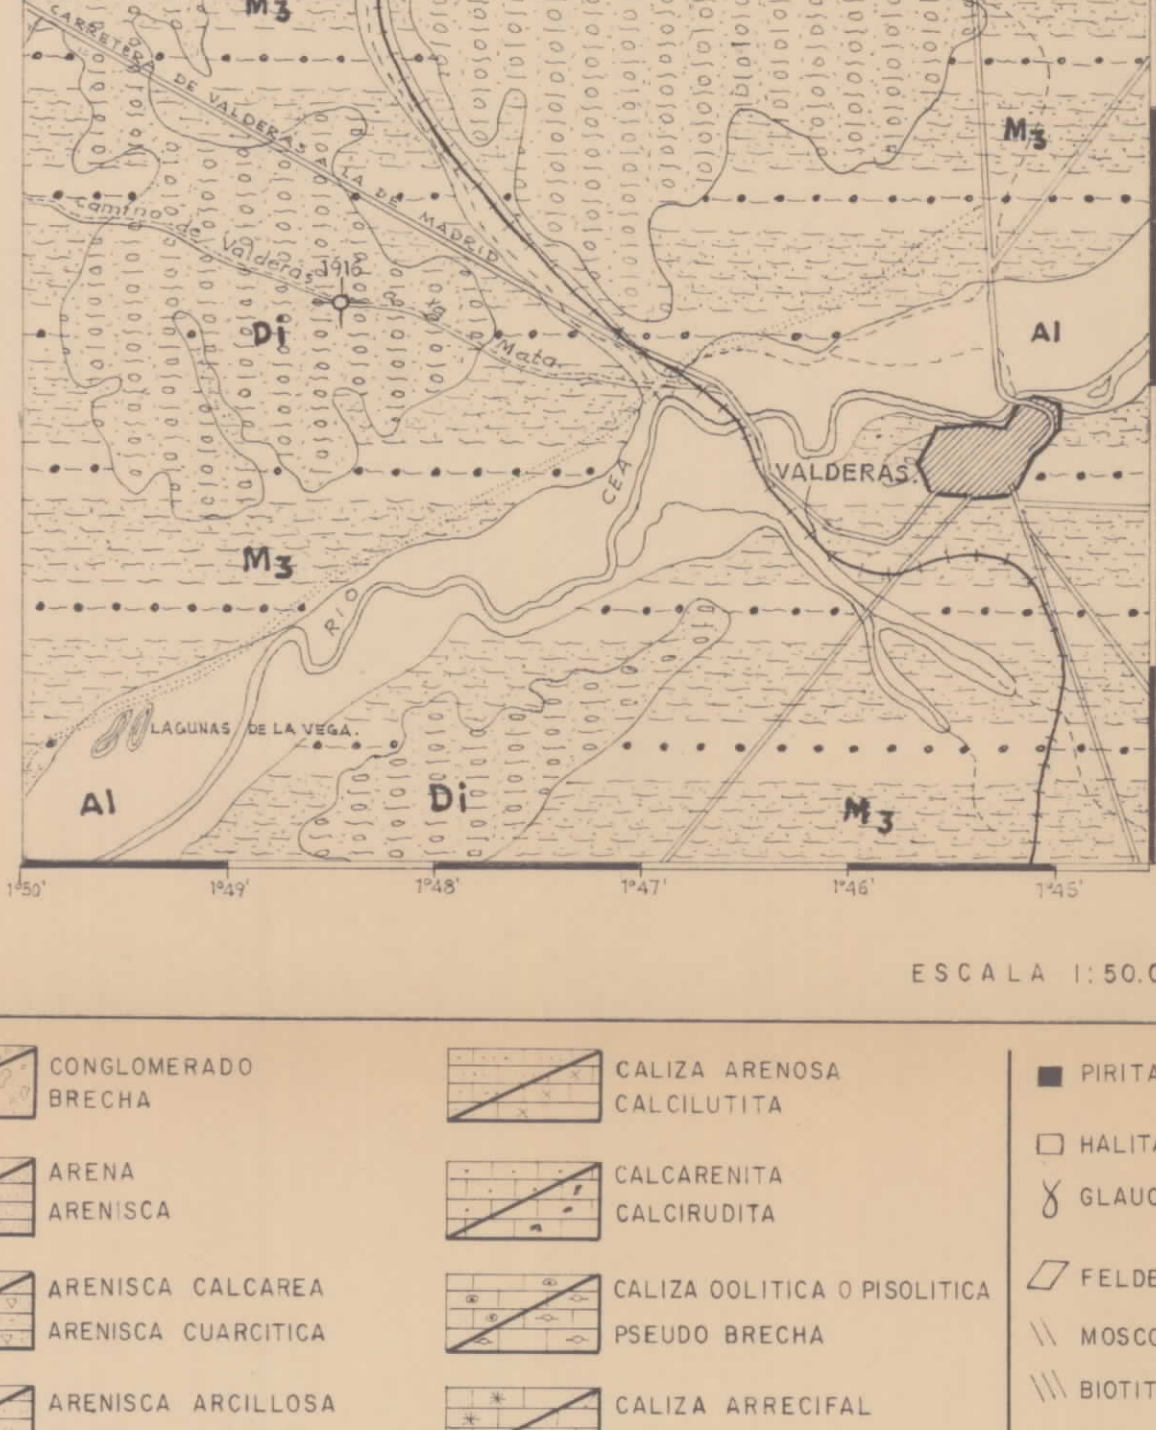 M3
CARRETERA DE VALDERAS A LA DE MADRID
M3
Camino de Valderas a la Mata
1916
Di
Al
VALDERAS.
RIO CEA
M3
LAGUNAS DE LA VEGA.
Al
Di
M3
1°50' 1°49' 1°48' 1°47' 1°46' 1°45'
ESCALA 1:50.0
CONGLOMERADO
BRECHA
ARENA
ARENISCA
ARENISCA CALCAREA
ARENISCA CUARCITICA
ARENISCA ARCILLOSA
CALIZA ARENOSA
CALCILUTITA
CALCARENITA
CALCIRUDITA
CALIZA OOLITICA O PISOLITICA
PSEUDO BRECHA
CALIZA ARRECIFAL
PIRITA
HALITA
GLAUC
FELDE
MOSCO
BIOTIT